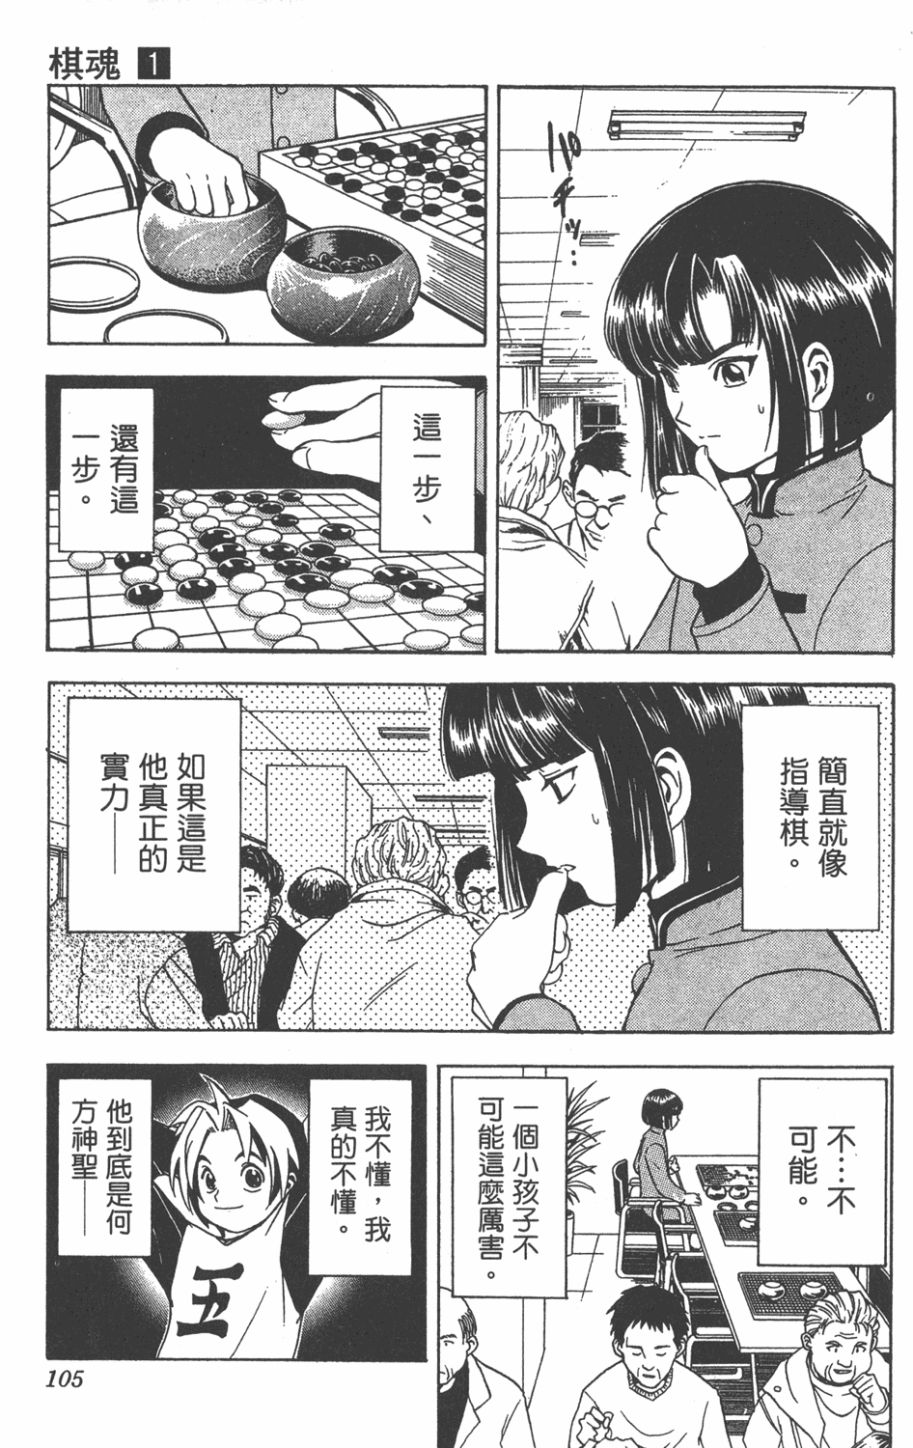 棋魂 1
パチッ..
這一步、
還有這
一步。
簡直就像
指導棋。
如果這是
他真正的
實力——
不…不
可能。
一個小孩子不
可能這麼厲害。
我不懂，我
真的不懂。
他到底是何
方神聖——
五
105